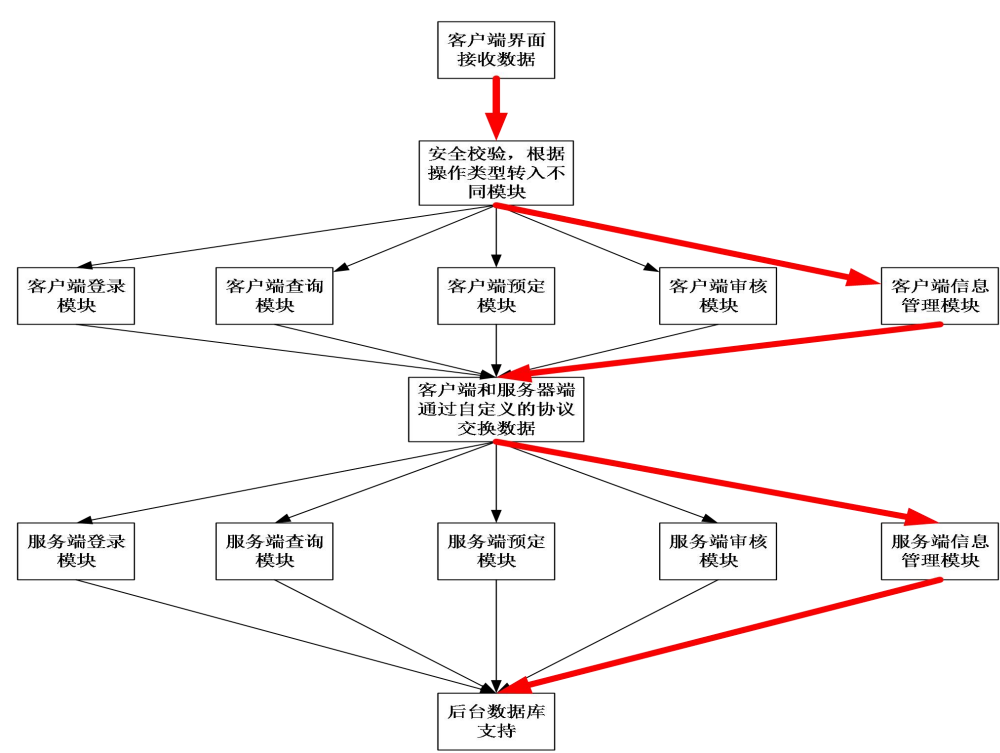 客户端界面
接收数据
安全校验，根据
操作类型转入不
同模块
客户端登录
模块
客户端查询
模块
客户端预定
模块
客户端审核
模块
客户端信息
管理模块
客户端和服务器端
通过自定义的协议
交换数据
服务端登录
模块
服务端查询
模块
服务端预定
模块
服务端审核
模块
服务端信息
管理模块
后台数据库
支持